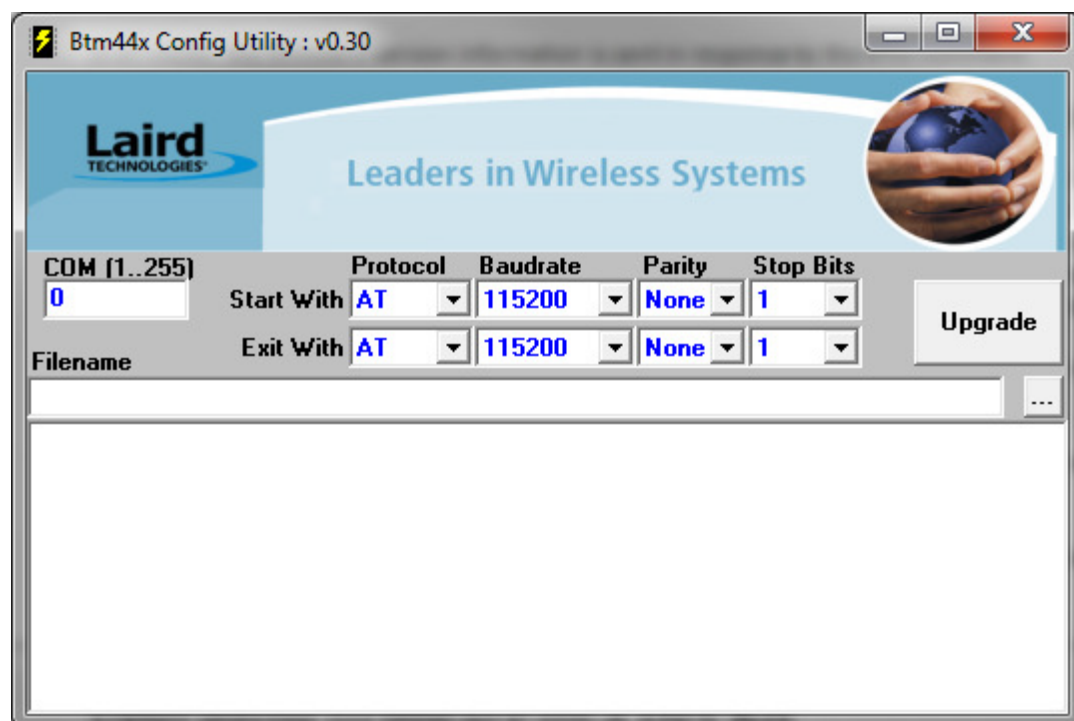 Btm44x Config Utility : v0.30
Laird
TECHNOLOGIES
Leaders in Wireless Systems
COM (1..255)
Protocol Baudrate Parity Stop Bits
0
Start With AT 115200 None 1
Upgrade
Exit With AT 115200 None 1
Filename
...